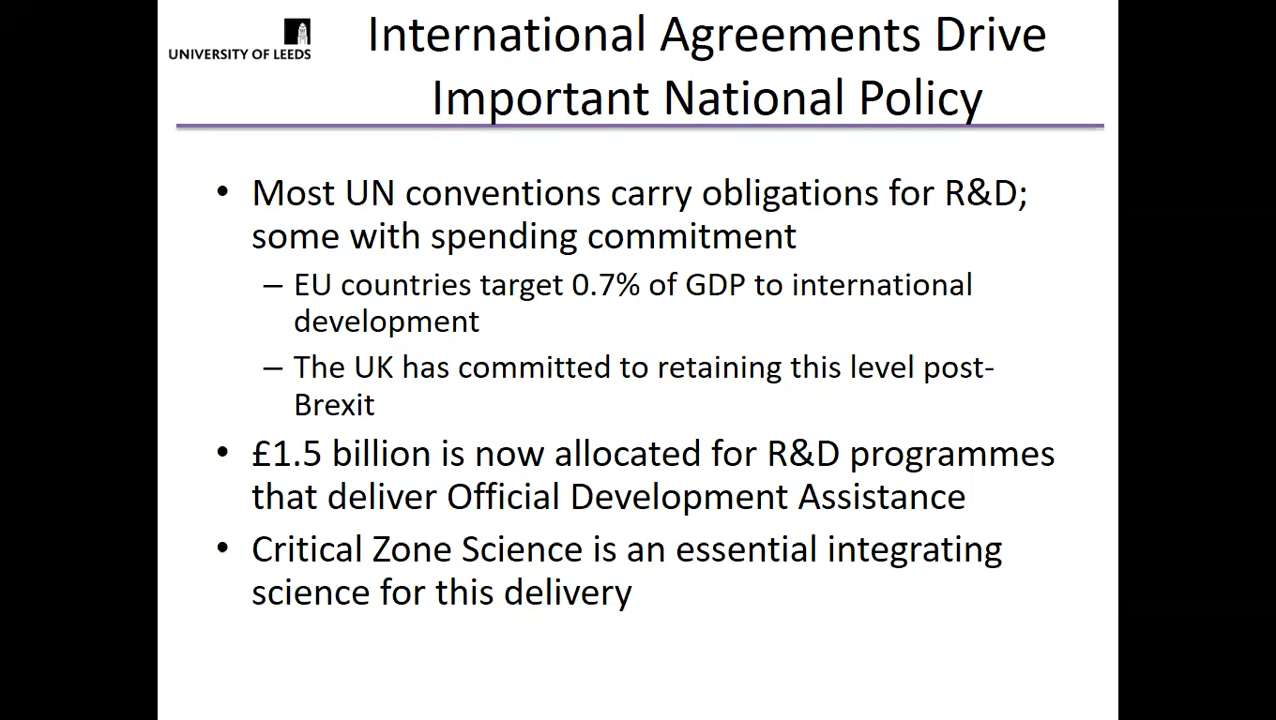 UNIVERSITY OF LEEDS
International Agreements Drive
Important National Policy
• Most UN conventions carry obligations for R&D;
some with spending commitment
– EU countries target 0.7% of GDP to international
development
– The UK has committed to retaining this level post-
Brexit
• £1.5 billion is now allocated for R&D programmes
that deliver Official Development Assistance
• Critical Zone Science is an essential integrating
science for this delivery